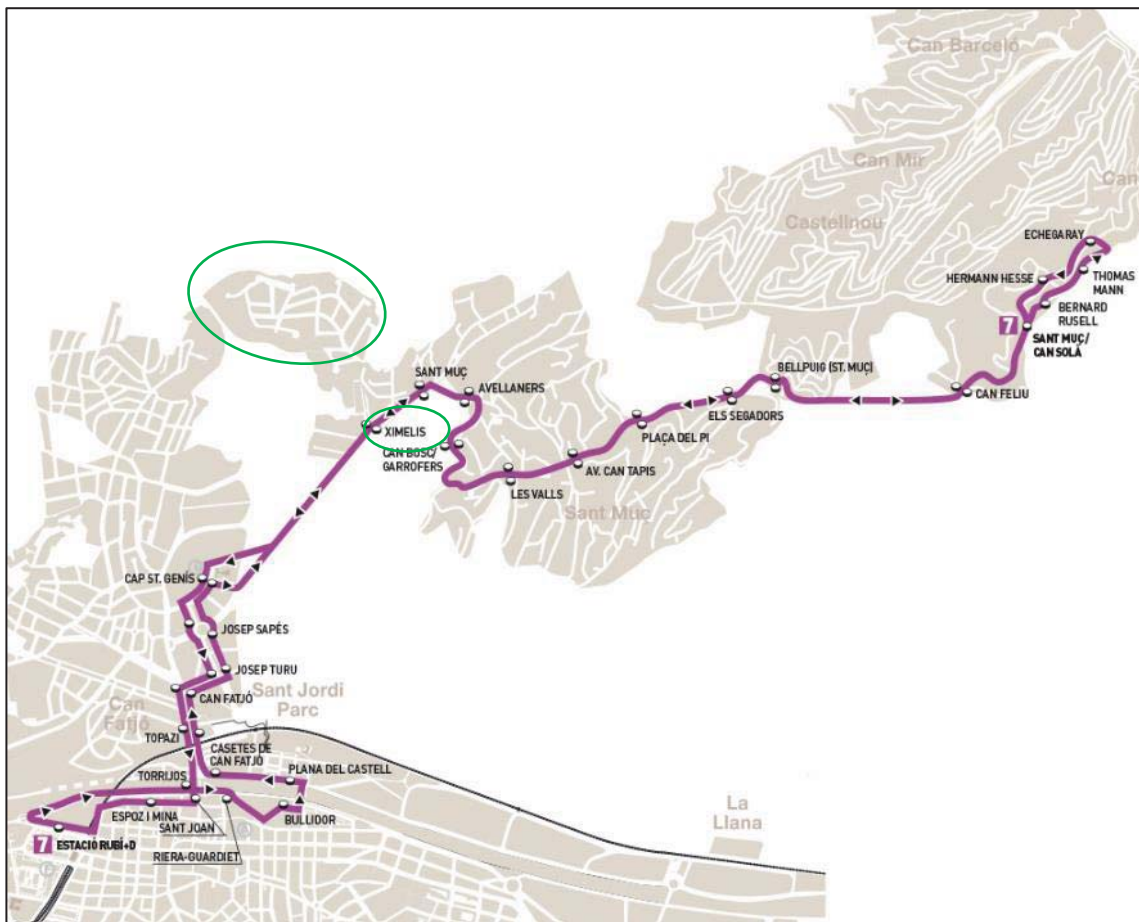 Can Barceló
Can Mir
Can
Castellnou
ECHEGARAY
HERMANN HESSE
THOMAS
MANN
BERNARD
RUSELL
7
SANT MUÇ/
CAN SOLÁ
BELLPUIG (ST. MUÇ)
CAN FELIU
SANT MUÇ
AVELLANERS
ELS SEGADORS
XIMELIS
PLAÇA DEL PI
CAN BOSC/
GARROFERS
AV. CAN TAPIS
LES VALLS
Sant Muç
CAP ST. GENÍS
JOSEP SAPÉS
JOSEP TURU
CAN FATJÓ
Sant Jordi
Parc
Can
Fatjó
TOPAZI
CASETES DE
CAN FATJÓ
PLANA DEL CASTELL
TORRIJOS
ESPOZ I MINA
SANT JOAN
BULLIDOR
RIERA-GUARDIET
7
ESTACIÓ RUBÍ+D
La
Llana